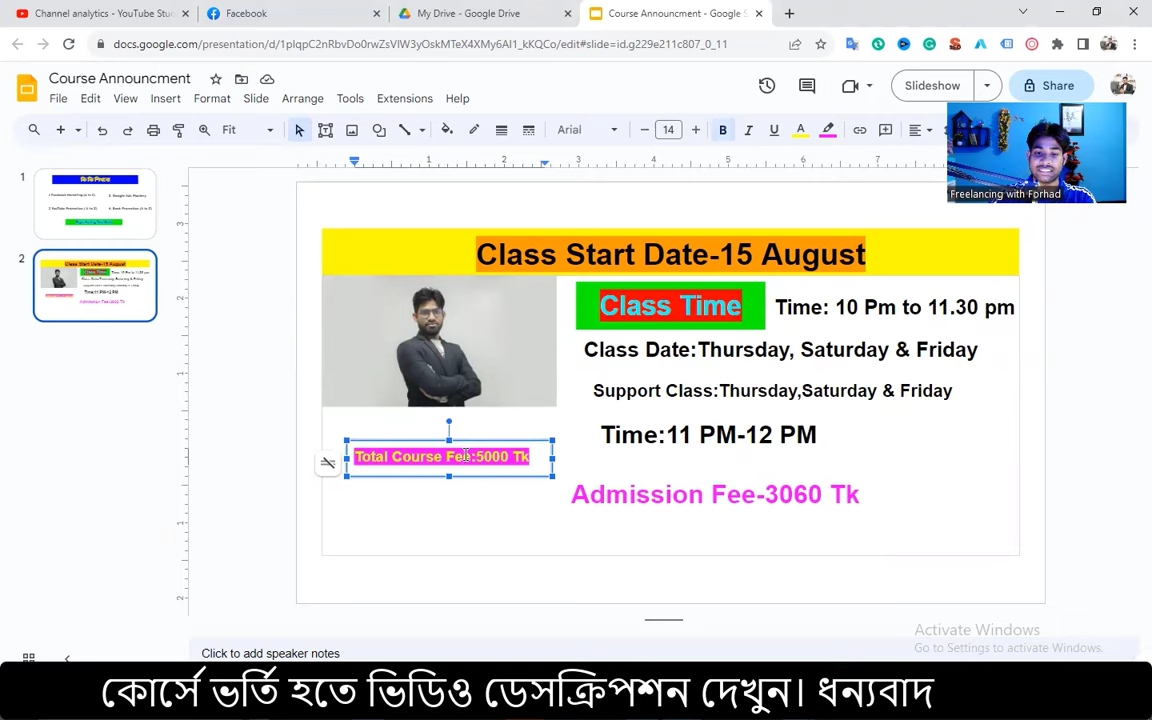 Channel analytics - YouTube Stu
Facebook
My Drive - Google Drive
Course Announcment - Google S
docs.google.com/presentation/d/1plqpC2nRbvDo0rwZsVlW3yOskMTeX4XMy6AI1_kKQCo/edit#slide=id.g229e211c807_0_11
Course Announcment
File Edit View Insert Format Slide Arrange Tools Extensions Help
Slideshow
Share
Fit
Arial
14
Freelancing with Forhad
1
2
Class Start Date-15 August
Class Time
Time: 10 Pm to 11.30 pm
Class Date:Thursday, Saturday & Friday
Support Class:Thursday,Saturday & Friday
Time:11 PM-12 PM
Total Course Fee:5000 Tk
Admission Fee-3060 Tk
Activate Windows
Go to Settings to activate Windows.
Click to add speaker notes
কোর্সে ভর্তি হতে ভিডিও ডেসক্রিপশন দেখুন। ধন্যবাদ